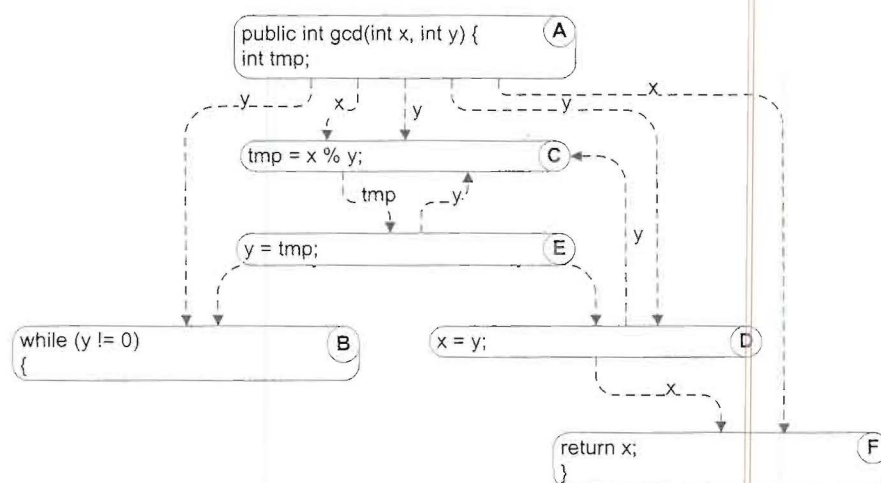 public int gcd(int x, int y) {
int tmp;
A
y
x
y
y
x
tmp = x % y;
C
tmp
y
y
y = tmp;
E
while (y != 0)
{
B
x = y;
D
x
return x;
}
F